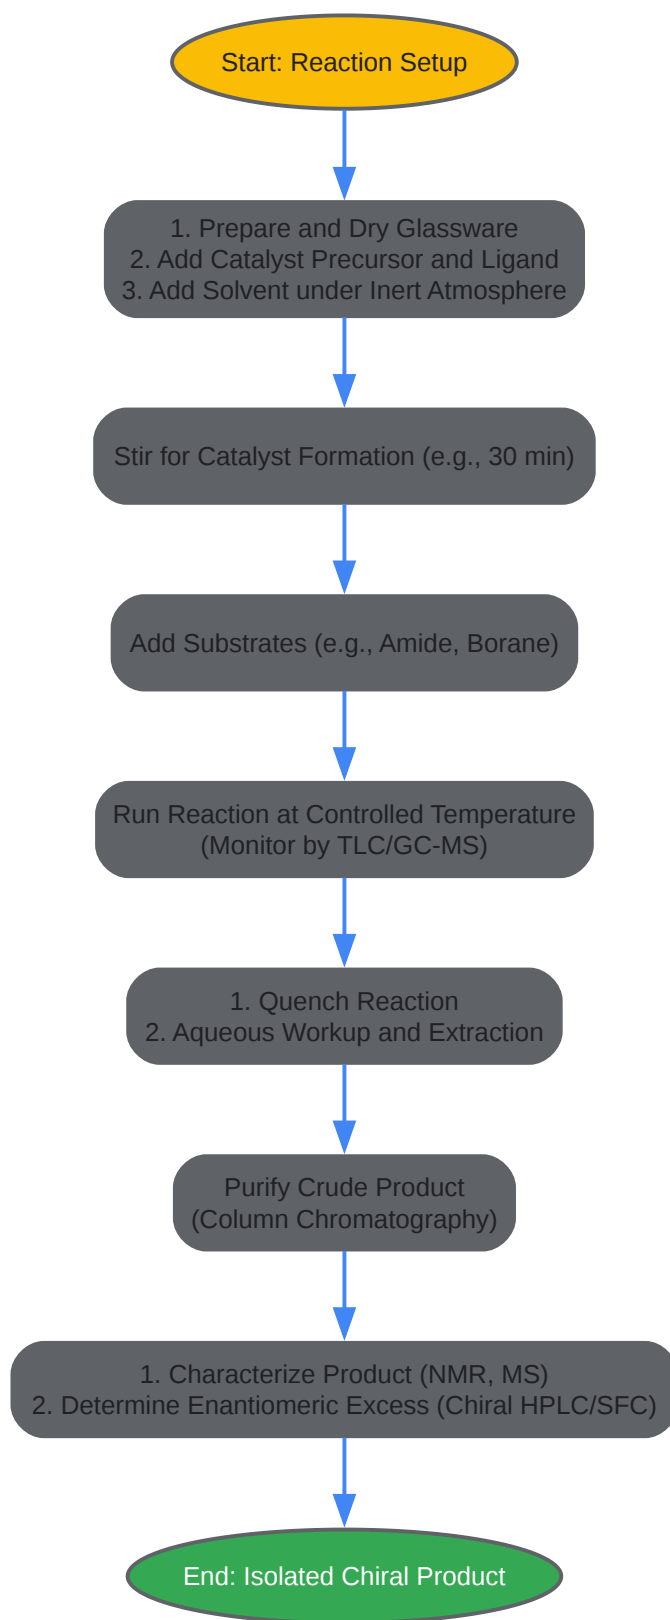 Start: Reaction Setup
1. Prepare and Dry Glassware
2. Add Catalyst Precursor and Ligand
3. Add Solvent under Inert Atmosphere
Stir for Catalyst Formation (e.g., 30 min)
Add Substrates (e.g., Amide, Borane)
Run Reaction at Controlled Temperature
(Monitor by TLC/GC-MS)
1. Quench Reaction
2. Aqueous Workup and Extraction
Purify Crude Product
(Column Chromatography)
1. Characterize Product (NMR, MS)
2. Determine Enantiomeric Excess (Chiral HPLC/SFC)
End: Isolated Chiral Product